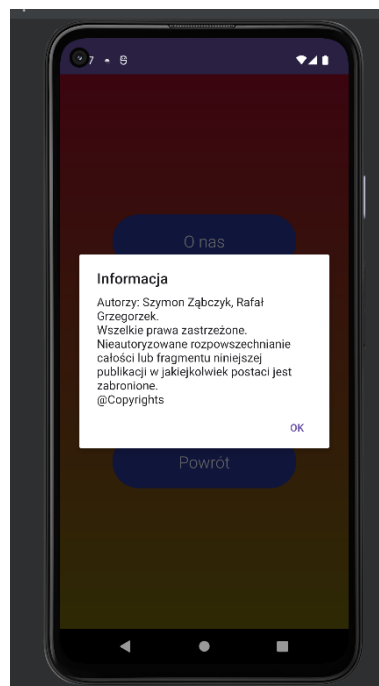 7
O nas
Informacja
Autorzy: Szymon Ząbczyk, Rafał
Grzegorzek.
Wszelkie prawa zastrzeżone.
Nieautoryzowane rozpowszechnianie
całości lub fragmentu niniejszej
publikacji w jakiejkolwiek postaci jest
zabronione.
@Copyrights
OK
Powrót